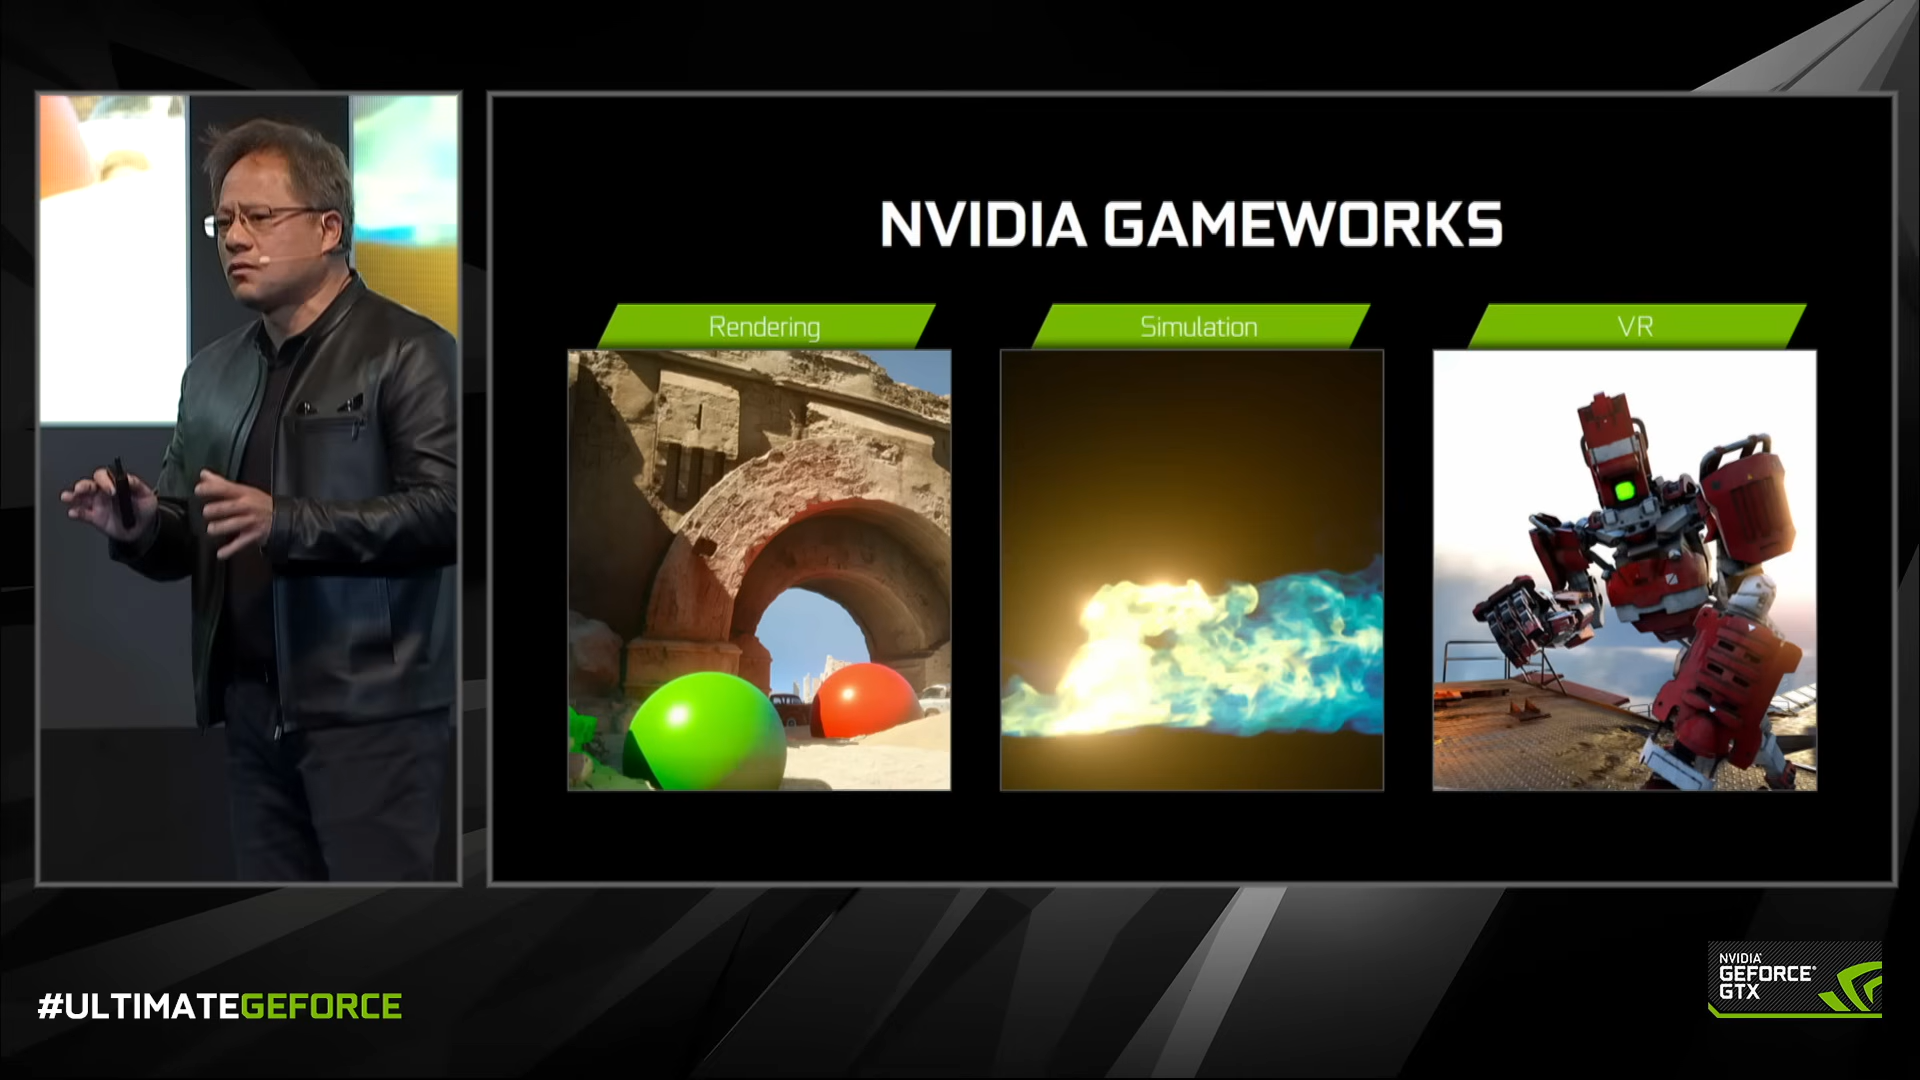 NVIDIA GAMEWORKS
Rendering
Simulation
VR
#ULTIMATEGEFORCE
NVIDIA®
GEFORCE®
GTX